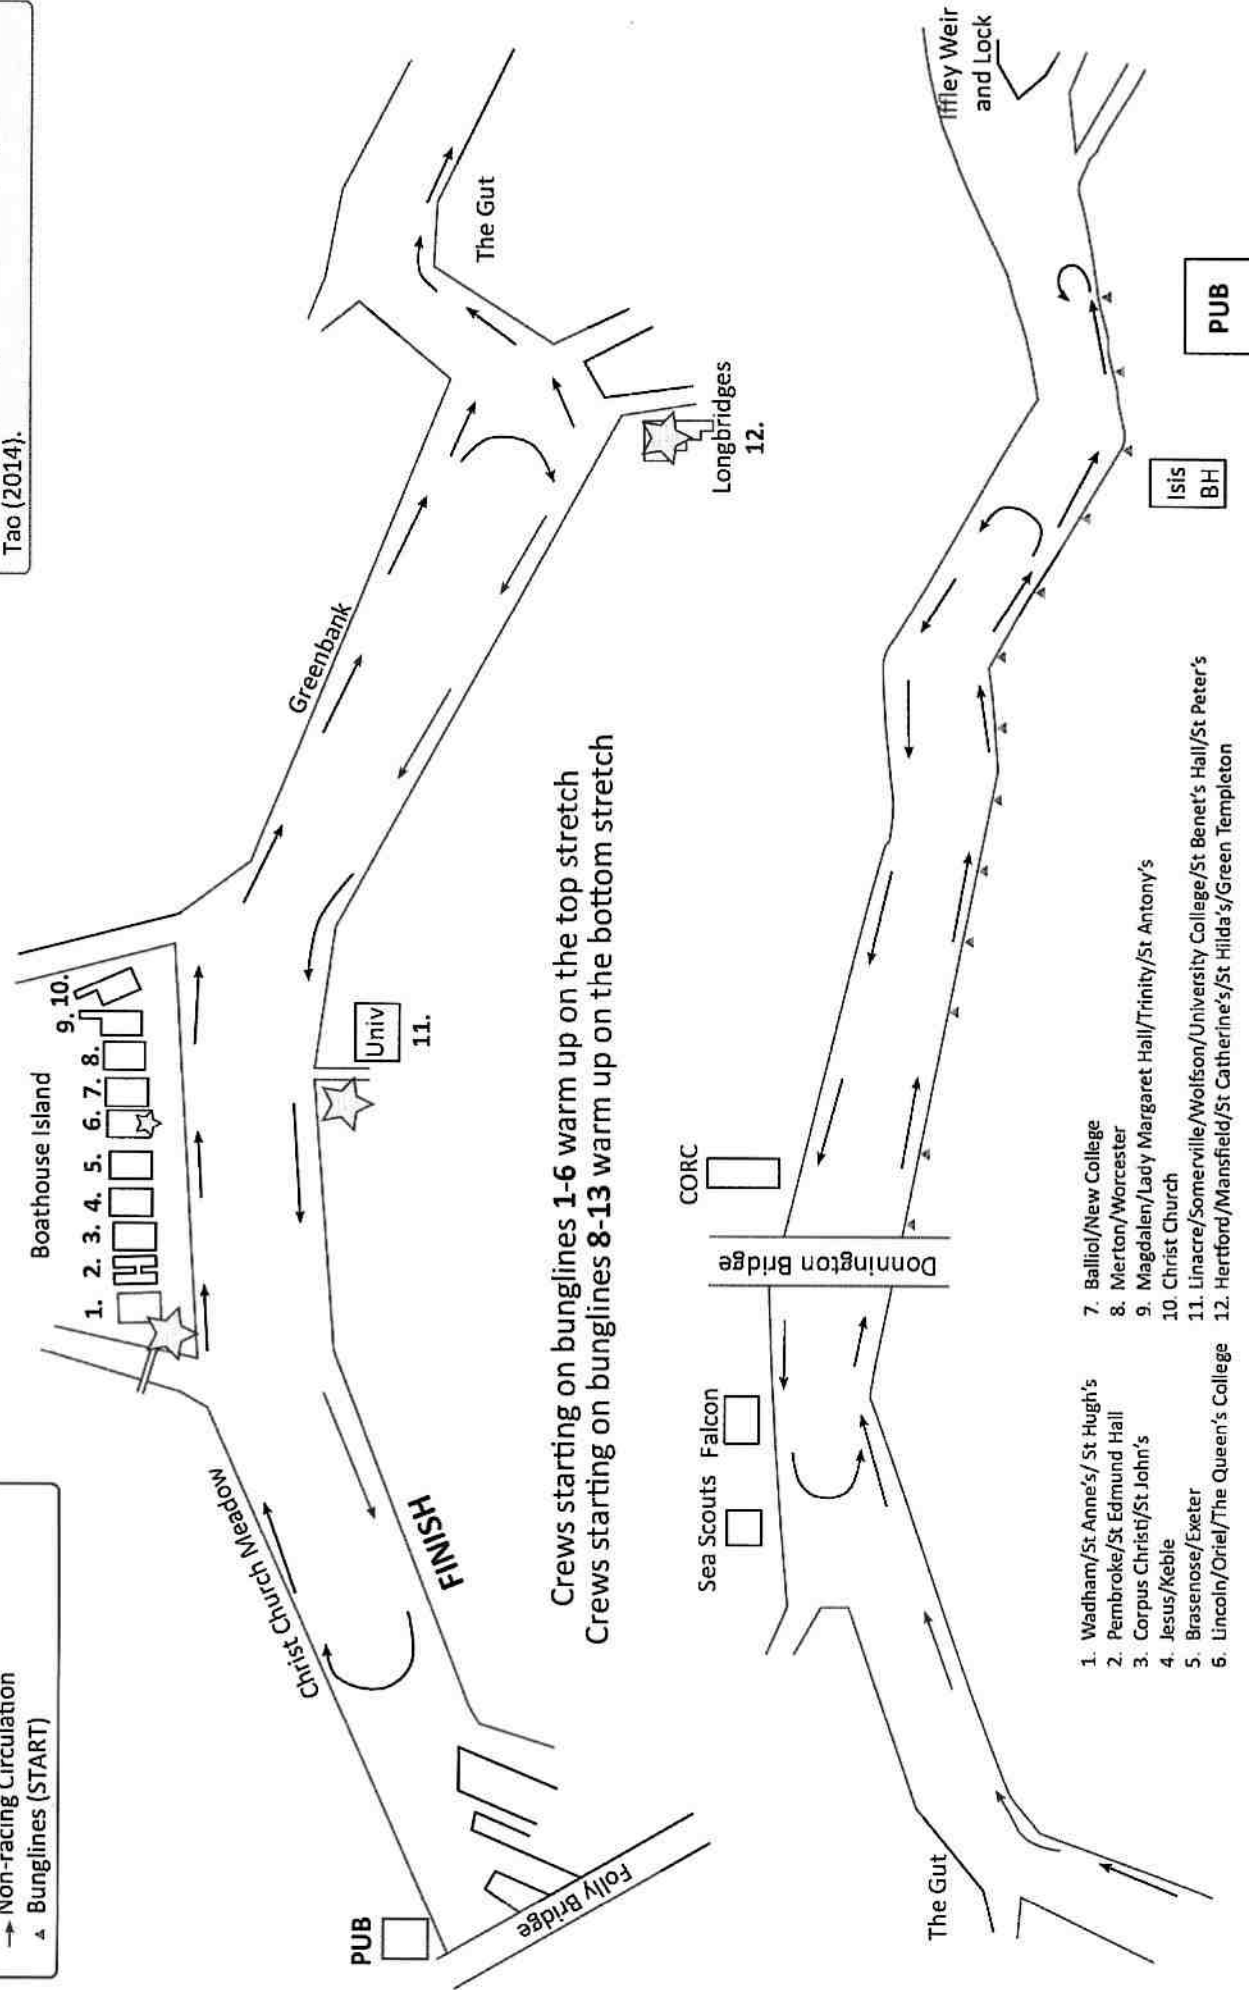 Non-racing Circulation
Bunglines (START)
Tao (2014).
Boathouse Island
1.
2.
3.
4.
5.
6.
7.
8.
9.
10.
Christ Church Meadow
Greenbank
The Gut
PUB
Folly Bridge
FINISH
Univ
11.
Longbridges
12.
Crews starting on bunglines 1-6 warm up on the top stretch
Crews starting on bunglines 8-13 warm up on the bottom stretch
Sea Scouts
Falcon
CORC
Donnington Bridge
The Gut
Isis
BH
PUB
Iffley Weir
and Lock
1. Wadham/St Anne's/ St Hugh's
2. Pembroke/St Edmund Hall
3. Corpus Christi/St John's
4. Jesus/Keble
5. Brasenose/Exeter
6. Lincoln/Oriel/The Queen's College
7. Balliol/New College
8. Merton/Worcester
9. Magdalen/Lady Margaret Hall/Trinity/St Antony's
10. Christ Church
11. Linacre/Somerville/Wolfson/University College/St Benet's Hall/St Peter's
12. Hertford/Mansfield/St Catherine's/St Hilda's/Green Templeton